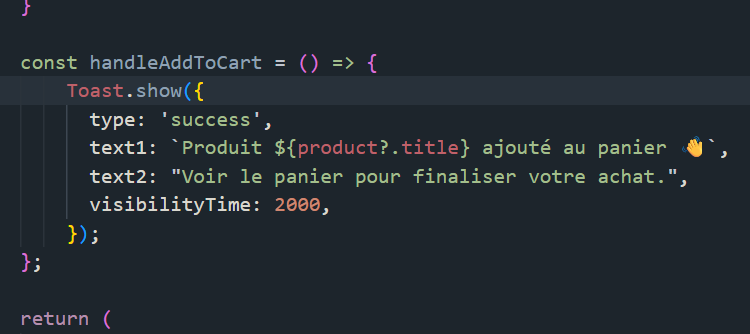 }
const handleAddToCart = () => {
Toast.show({
type: 'success',
text1: `Produit ${product?.title} ajouté au panier 👋`,
text2: "Voir le panier pour finaliser votre achat.",
visibilityTime: 2000,
});
};
return (